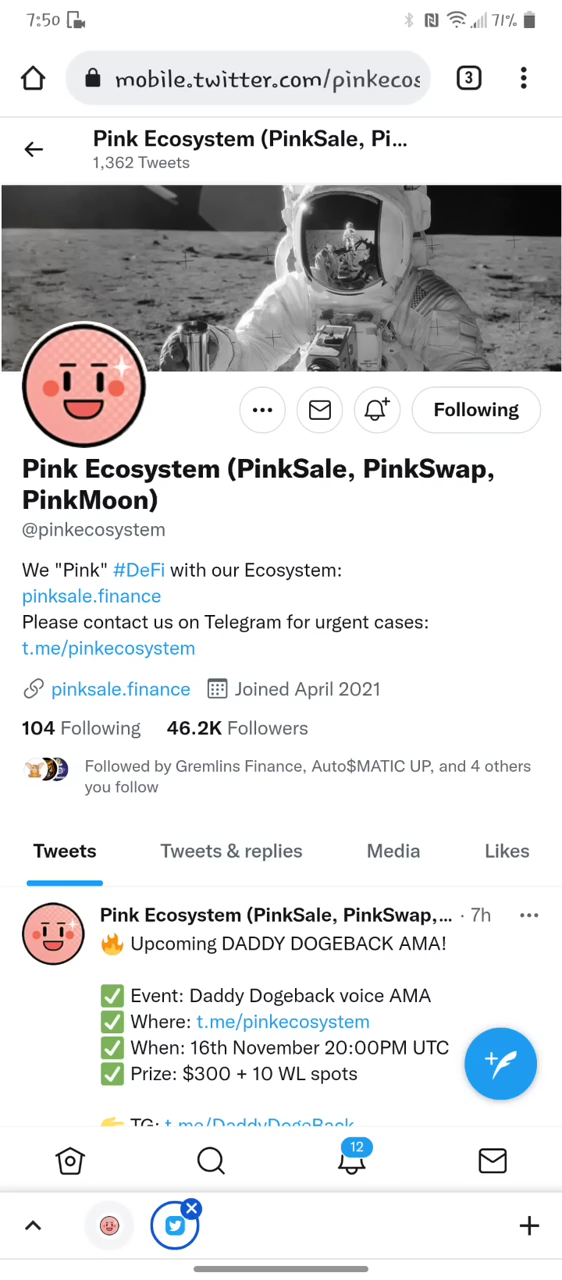 7:50
71%
mobile.twitter.com/pinkecos
3
Pink Ecosystem (PinkSale, Pi...
1,362 Tweets
Following
Pink Ecosystem (PinkSale, PinkSwap,
PinkMoon)
@pinkecosystem
We "Pink" #DeFi with our Ecosystem:
pinksale.finance
Please contact us on Telegram for urgent cases:
t.me/pinkecosystem
pinksale.finance Joined April 2021
104 Following 46.2K Followers
Followed by Gremlins Finance, Auto$MATIC UP, and 4 others
you follow
Tweets Tweets & replies Media Likes
Pink Ecosystem (PinkSale, PinkSwap,... · 7h
🔥 Upcoming DADDY DOGEBACK AMA!
✅ Event: Daddy Dogeback voice AMA
✅ Where: t.me/pinkecosystem
✅ When: 16th November 20:00PM UTC
✅ Prize: $300 + 10 WL spots
👉 TG: t.me/DaddyDogeBack
12